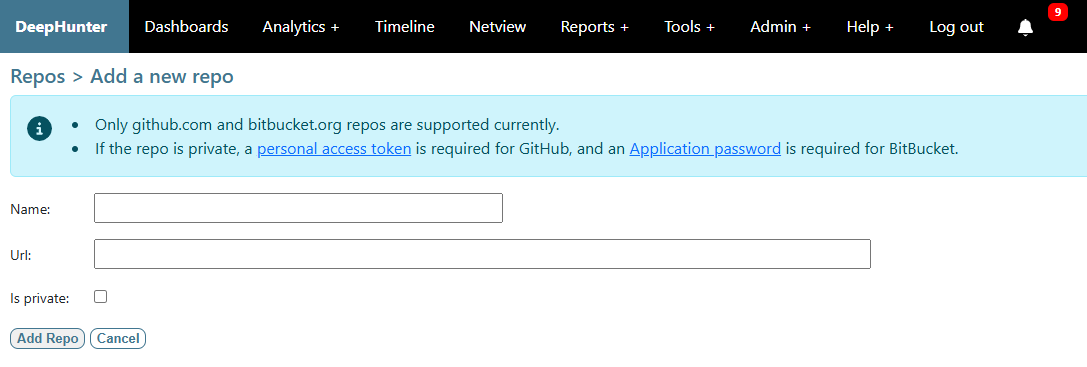 DeepHunter Dashboards Analytics + Timeline Netview Reports + Tools + Admin + Help + Log out 9
Repos > Add a new repo
• Only github.com and bitbucket.org repos are supported currently.
• If the repo is private, a personal access token is required for GitHub, and an Application password is required for BitBucket.
Name:
Url:
Is private:
Add Repo Cancel